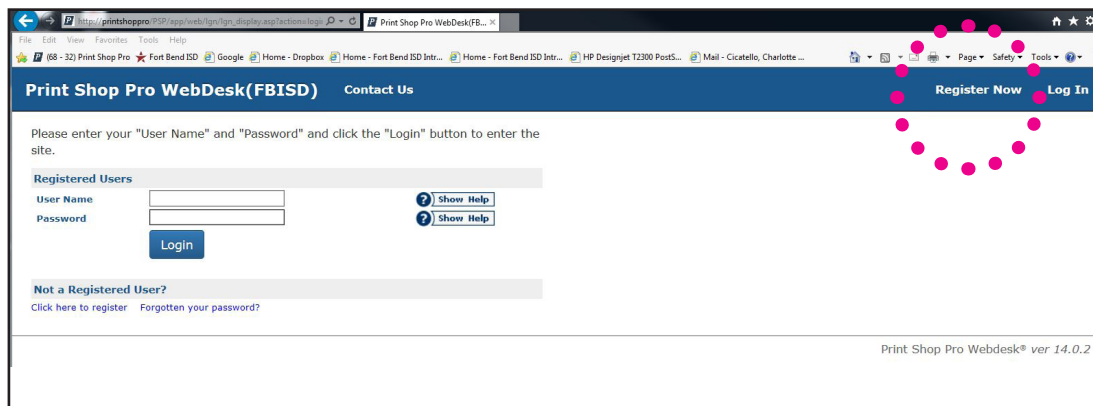 http://printshoppro/PSP/app/web/lgn/lgn_display.asp?action=logi
Print Shop Pro WebDesk(FB...
File Edit View Favorites Tools Help
(68 - 32) Print Shop Pro Fort Bend ISD Google Home - Dropbox Home - Fort Bend ISD Intr... Home - Fort Bend ISD Intr... HP Designjet T2300 PostS... Mail - Cicatello, Charlotte ... Page Safety Tools
Print Shop Pro WebDesk(FBISD) Contact Us Register Now Log In
Please enter your "User Name" and "Password" and click the "Login" button to enter the
site.
Registered Users
User Name ? Show Help
Password ? Show Help
Login
Not a Registered User?
Click here to register Forgotten your password?
Print Shop Pro Webdesk® ver 14.0.2